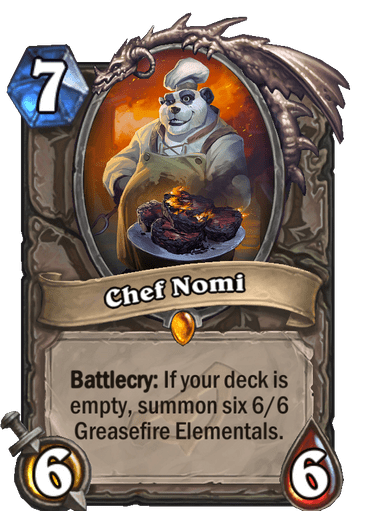 7
Chef Nomi
Battlecry: If your deck is
empty, summon six 6/6
Greasefire Elementals.
6
6